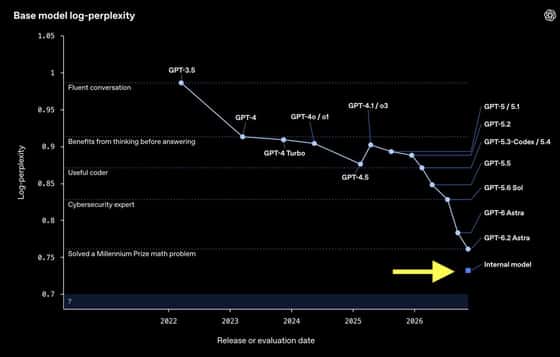 Base model log-perplexity
1.05
1
0.95
0.9
0.85
0.8
0.75
0.7
Log-perplexity
Fluent conversation
Benefits from thinking before answering
Useful coder
Cybersecurity expert
Solved a Millennium Prize math problem
?
GPT-3.5
GPT-4
GPT-4 Turbo
GPT-4o / o1
GPT-4.5
GPT-4.1 / o3
GPT-5 / 5.1
GPT-5.2
GPT-5.3-Codex / 5.4
GPT-5.5
GPT-5.6 Sol
GPT-6 Astra
GPT-6.2 Astra
Internal model
2022
2023
2024
2025
2026
Release or evaluation date